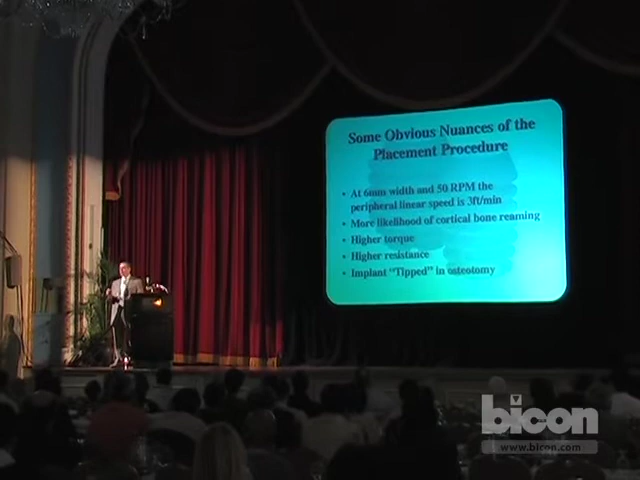 Some Obvious Nuances of the
Placement Procedure
• At 6mm width and 50 RPM the
peripheral linear speed is 3ft/min
• More likelihood of cortical bone reaming
• Higher torque
• Higher resistance
• Implant “Tipped” in osteotomy
bicon
www.bicon.com